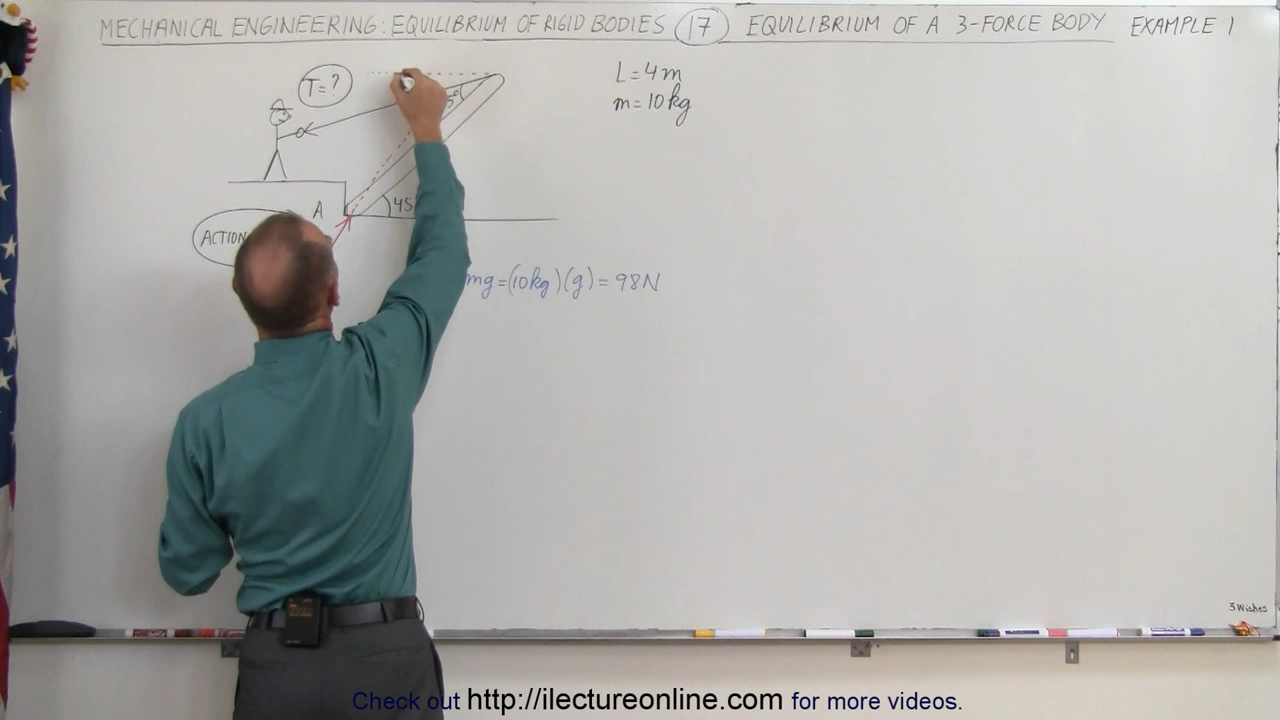 MECHANICAL ENGINEERING: EQUILIBRIUM OF RIGID BODIES 17 EQUILIBRIUM OF A 3-FORCE BODY EXAMPLE 1
T = ?
L = 4m
m = 10kg
A
45
ACTION
mg = (10kg)(g) = 98N
3 Wishes
Check out http://ilectureonline.com for more videos.